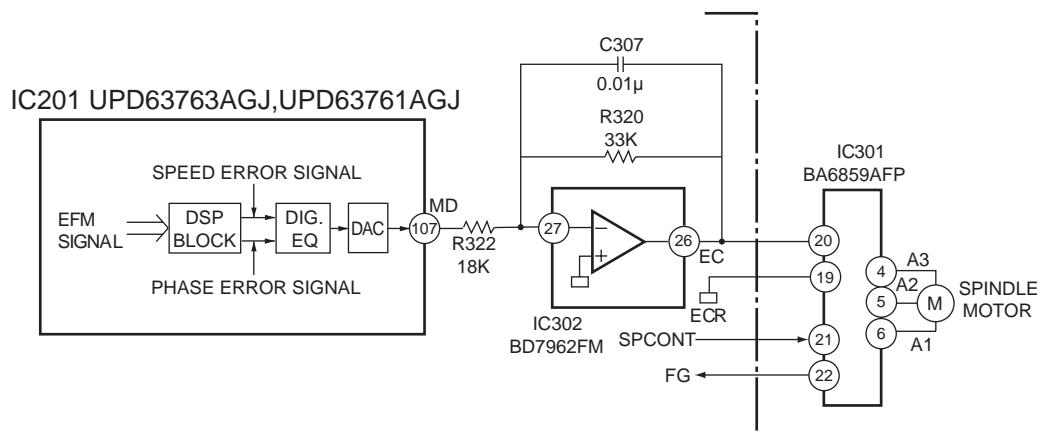 C307
0.01µ
IC201 UPD63763AGJ,UPD63761AGJ
R320
33K
IC301
BA6859AFP
SPEED ERROR SIGNAL
MD
EFM
SIGNAL
DSP
BLOCK
DIG.
EQ
DAC
107
R322
18K
27
−
+
26
EC
20
19
ECR
4
A3
A2
5
M
SPINDLE
MOTOR
6
A1
PHASE ERROR SIGNAL
IC302
BD7962FM
SPCONT
21
FG
22